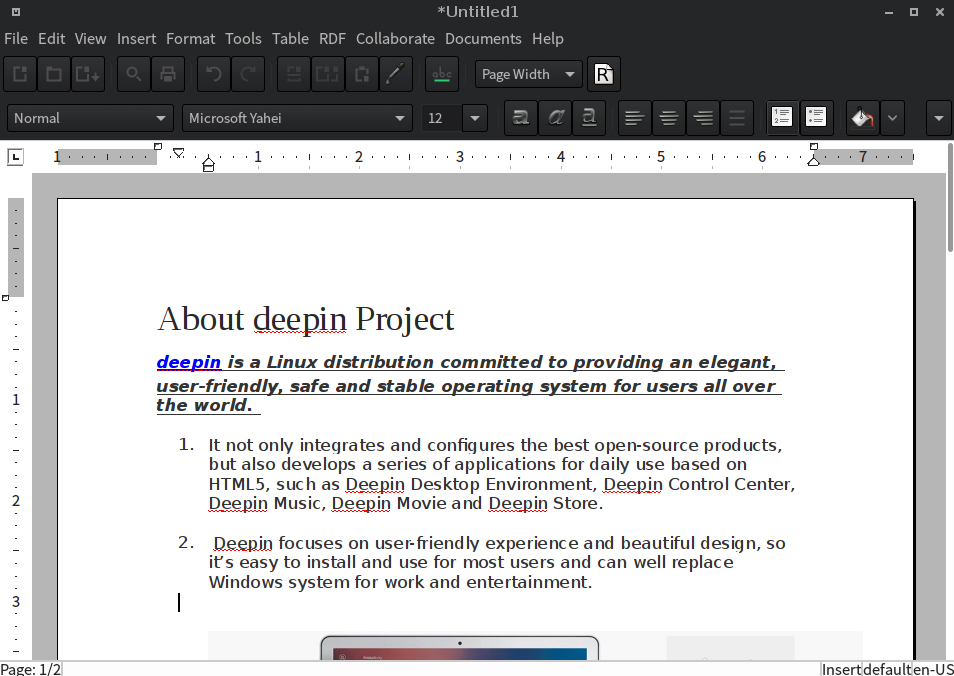 *Untitled1
File Edit View Insert Format Tools Table RDF Collaborate Documents Help
abc Page Width R
Normal Microsoft Yahei 12 a a a
1 1 2 3 4 5 6 7
About deepin Project
deepin is a Linux distribution committed to providing an elegant,
user-friendly, safe and stable operating system for users all over
the world.
1. It not only integrates and configures the best open-source products,
but also develops a series of applications for daily use based on
HTML5, such as Deepin Desktop Environment, Deepin Control Center,
Deepin Music, Deepin Movie and Deepin Store.
2. Deepin focuses on user-friendly experience and beautiful design, so
it’s easy to install and use for most users and can well replace
Windows system for work and entertainment.
1
2
3
Page: 1/2 Insert default en-US